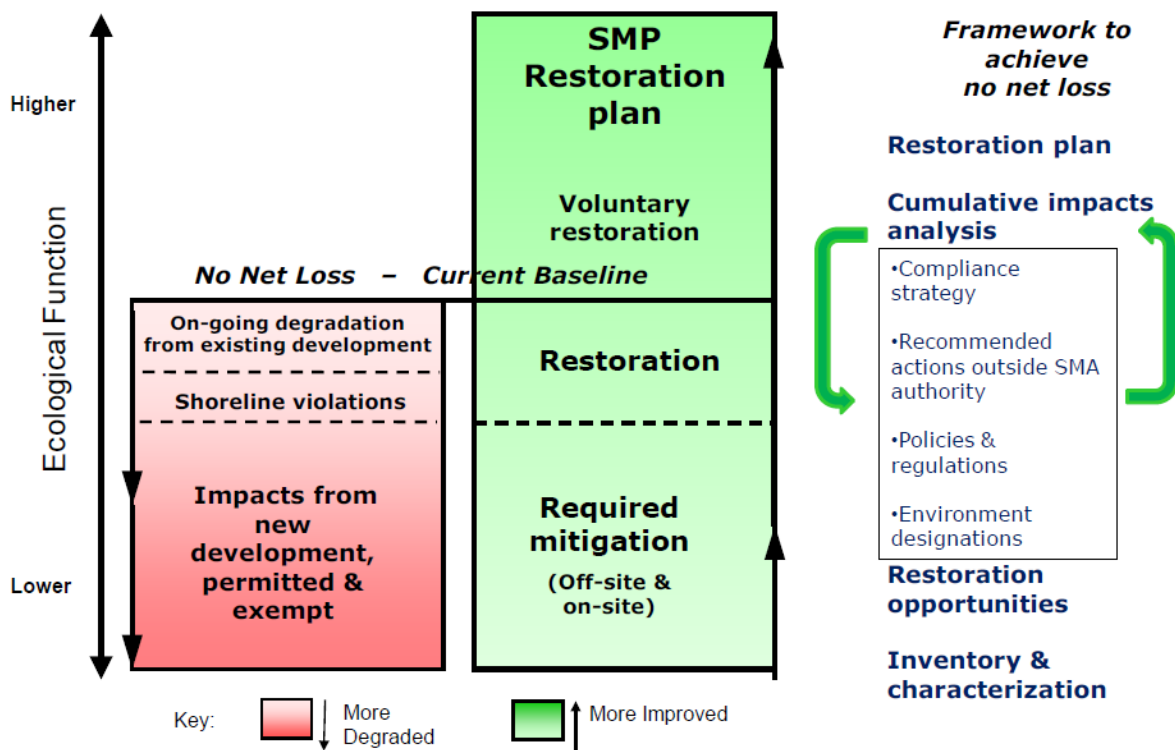 SMP
Restoration
plan
Voluntary
restoration
Higher
Ecological Function
Lower
No Net Loss – Current Baseline
On-going degradation
from existing development
Shoreline violations
Impacts from
new
development,
permitted &
exempt
Restoration
Required
mitigation
(Off-site &
on-site)
Framework to
achieve
no net loss
Restoration plan
Cumulative impacts
analysis
•Compliance
strategy
•Recommended
actions outside SMA
authority
•Policies &
regulations
•Environment
designations
Restoration
opportunities
Inventory &
characterization
Key:
More
Degraded
More Improved